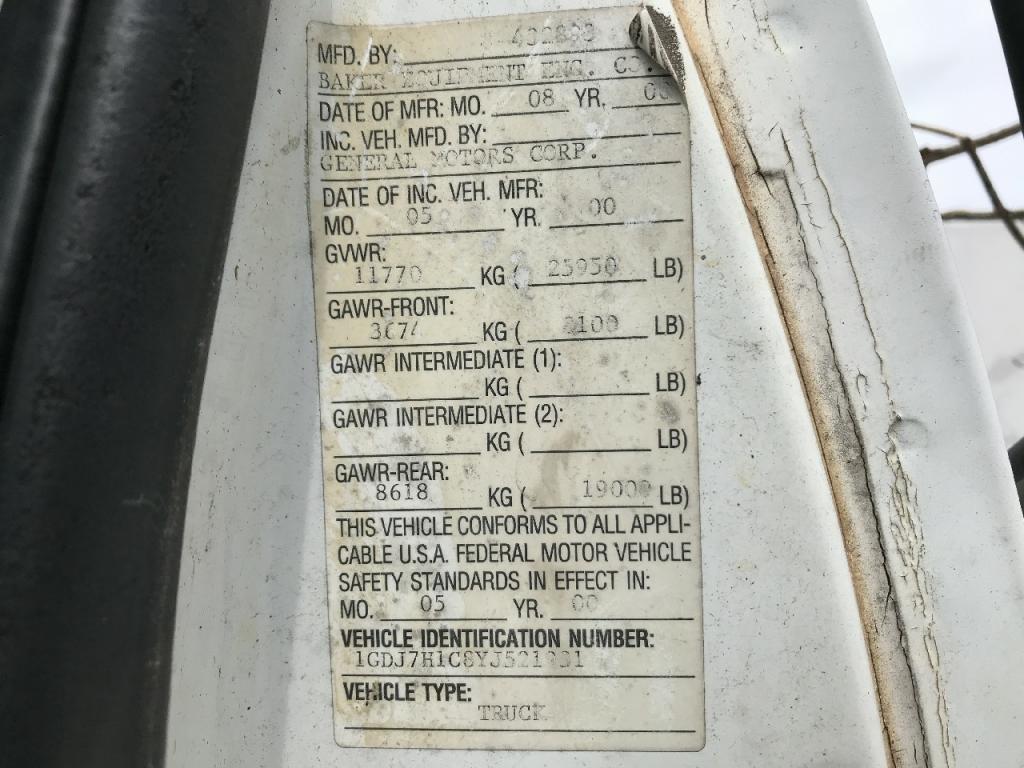 MFD. BY:
BAKER EQUIPMENT ENG. CO.
DATE OF MFR: MO. 08 YR. 00
INC. VEH. MFD. BY:
GENERAL MOTORS CORP.
DATE OF INC. VEH. MFR:
MO. 05 YR. 00
GVWR:
11770 KG ( 25950 LB)
GAWR-FRONT:
3674 KG ( 8100 LB)
GAWR INTERMEDIATE (1):
KG ( LB)
GAWR INTERMEDIATE (2):
KG ( LB)
GAWR-REAR:
8618 KG ( 19000 LB)
THIS VEHICLE CONFORMS TO ALL APPLI-
CABLE U.S.A. FEDERAL MOTOR VEHICLE
SAFETY STANDARDS IN EFFECT IN:
MO. 05 YR. 00
VEHICLE IDENTIFICATION NUMBER:
VEHICLE TYPE:
TRUCK